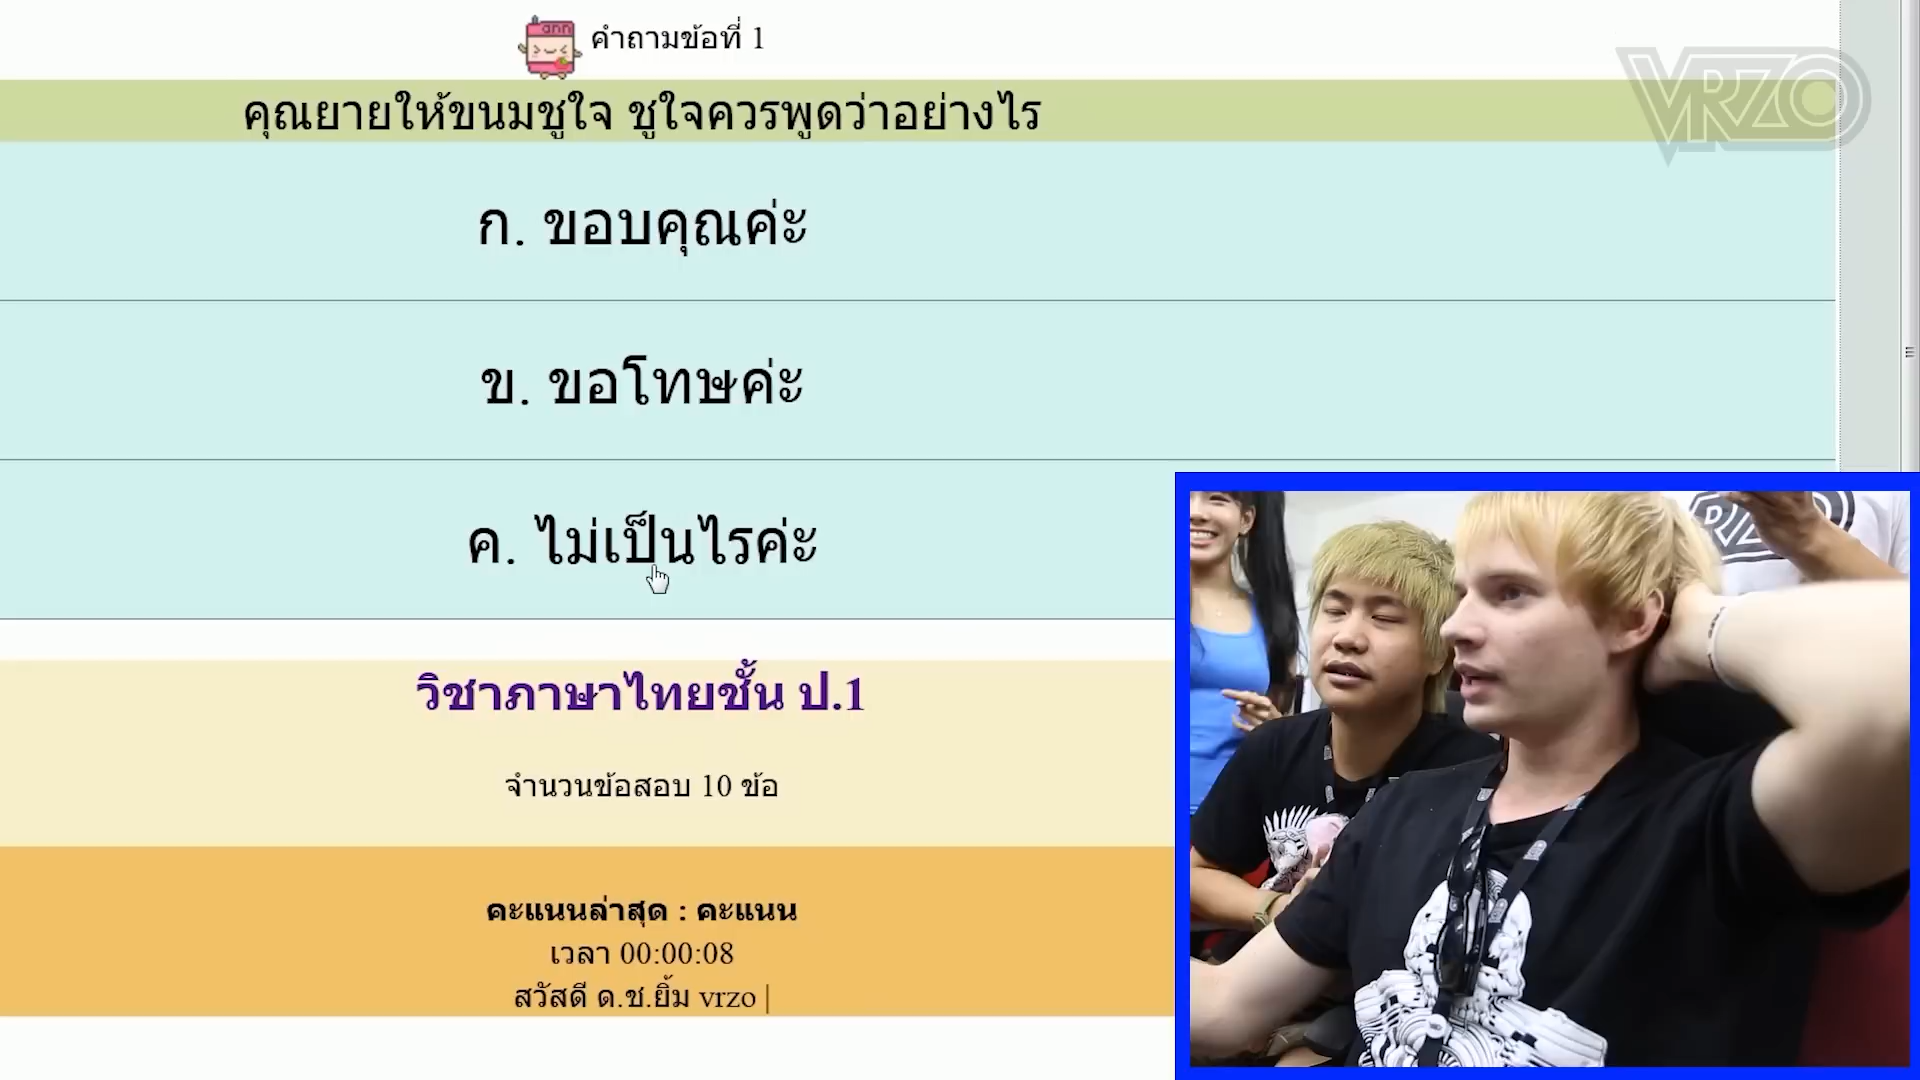 ann
คำถามข้อที่ 1
VRZO
คุณยายให้ขนมชูใจ ชูใจควรพูดว่าอย่างไร
ก. ขอบคุณค่ะ
ข. ขอโทษค่ะ
ค. ไม่เป็นไรค่ะ
วิชาภาษาไทยชั้น ป.1
จำนวนข้อสอบ 10 ข้อ
คะแนนล่าสุด : คะแนน
เวลา 00:00:08
สวัสดี ด.ช.ยิ้ม vrzo |